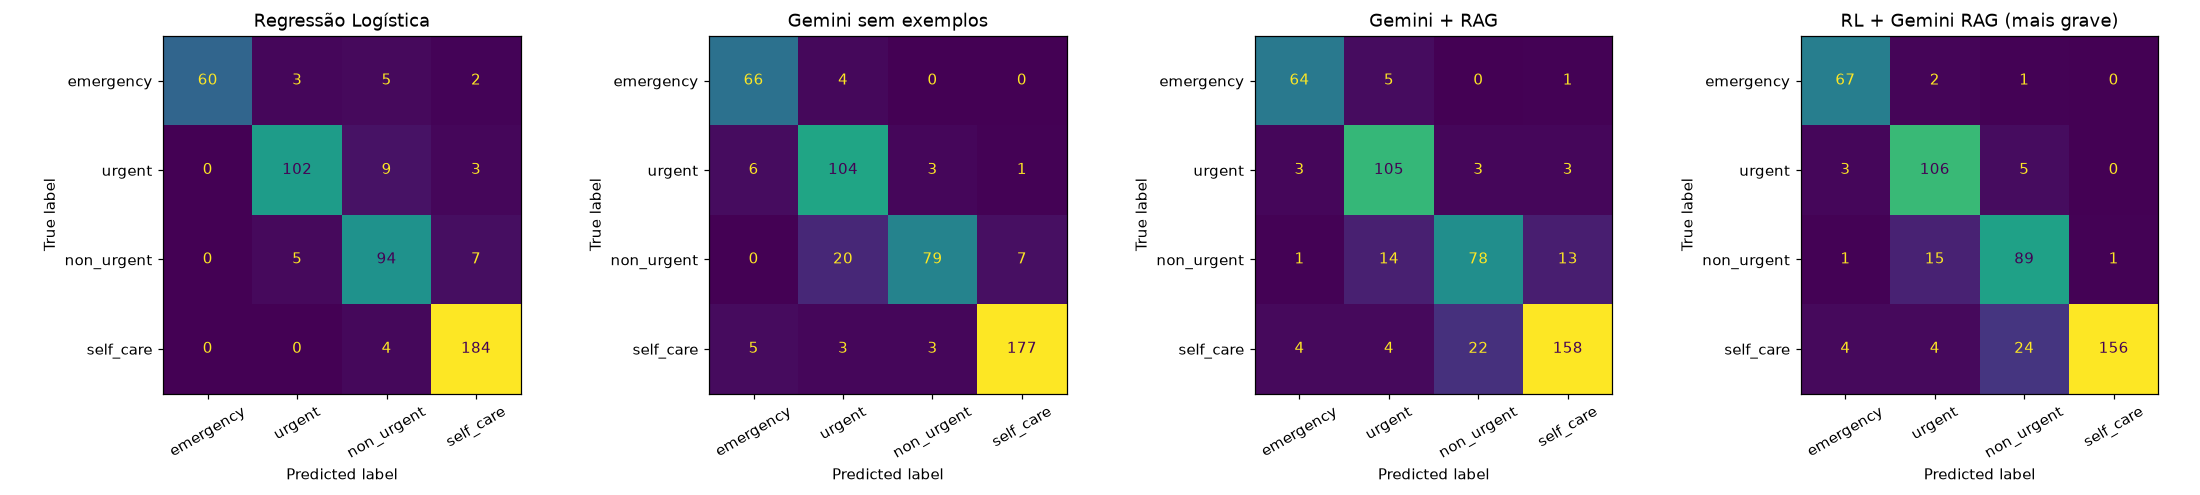 Regressão Logística
emergency
urgent
non_urgent
self_care
True label
60 3 5 2
0 102 9 3
0 5 94 7
0 0 4 184
emergency urgent non_urgent self_care
Predicted label
Gemini sem exemplos
emergency
urgent
non_urgent
self_care
True label
66 4 0 0
6 104 3 1
0 20 79 7
5 3 3 177
emergency urgent non_urgent self_care
Predicted label
Gemini + RAG
emergency
urgent
non_urgent
self_care
True label
64 5 0 1
3 105 3 3
1 14 78 13
4 4 22 158
emergency urgent non_urgent self_care
Predicted label
RL + Gemini RAG (mais grave)
emergency
urgent
non_urgent
self_care
True label
67 2 1 0
3 106 5 0
1 15 89 1
4 4 24 156
emergency urgent non_urgent self_care
Predicted label